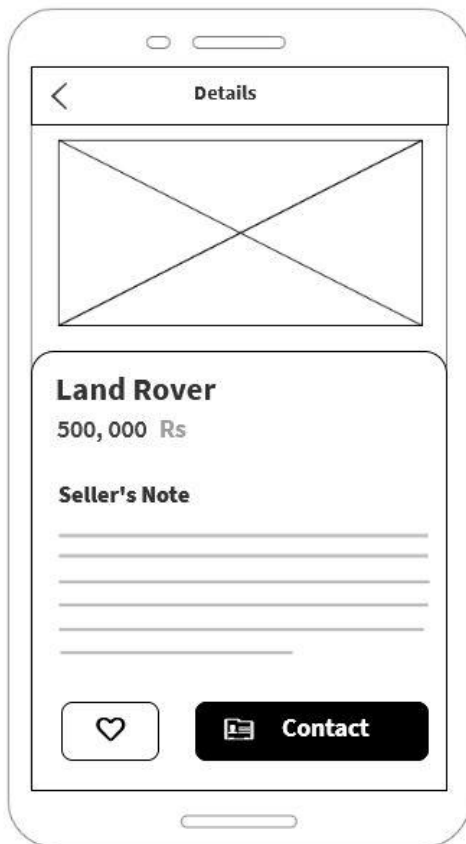 Details
Land Rover
500, 000 Rs
Seller's Note
Contact